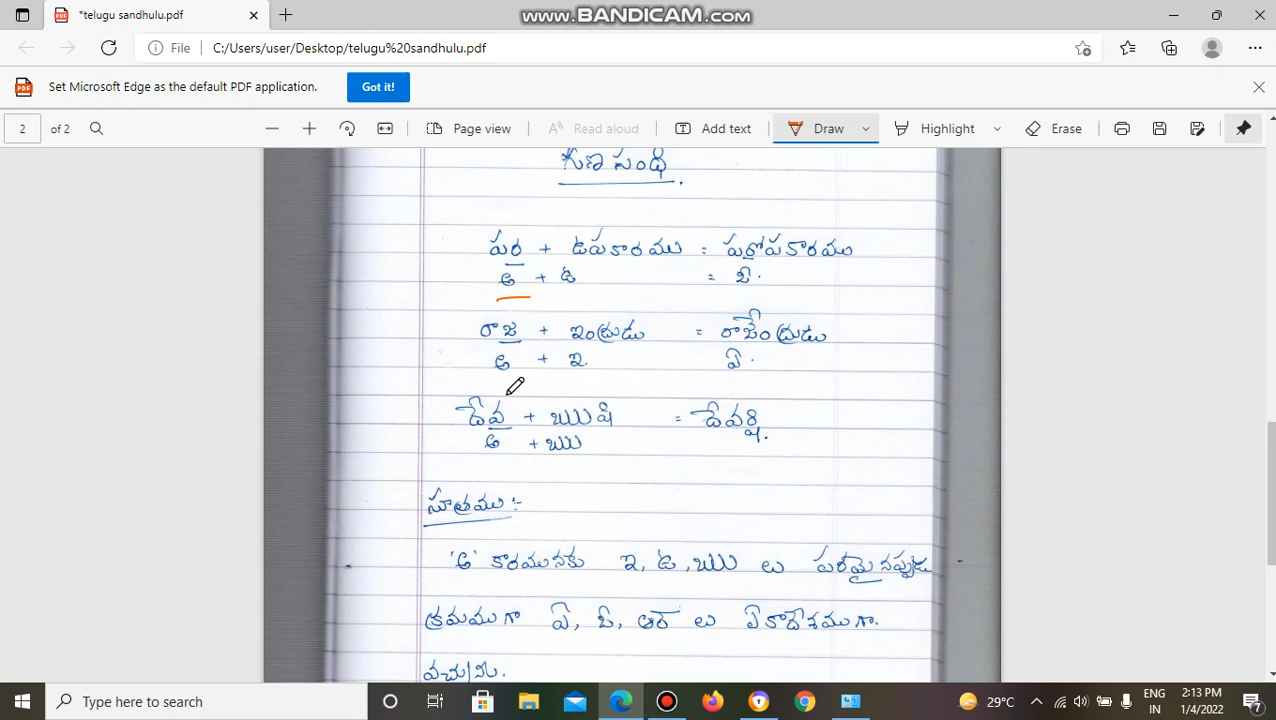 *telugu sandhulu.pdf
WWW.BANDICAM.COM
File C:/Users/user/Desktop/telugu%20sandhulu.pdf
Set Microsoft Edge as the default PDF application. Got it!
2 of 2 Page view Read aloud Add text Draw Highlight Erase
గుణ సంధి.
పర + ఉపకారము = పరోపకారము
అ + ఉ = ఓ.
రాజ + ఇంద్రుడు = రాజేంద్రుడు
అ + ఇ. ఏ.
దేవ + ఋషి = దేవర్షి.
అ + ఋ
సూత్రము :-
'అ కారమునకు ఇ, ఉ, ఋ లు పరమైనప్పుడు
క్రమముగా ఏ, ఓ, ఆర్ లు ఏకాదేశముగా.
వచ్చును.
Type here to search
29°C
ENG
IN
2:13 PM
1/4/2022